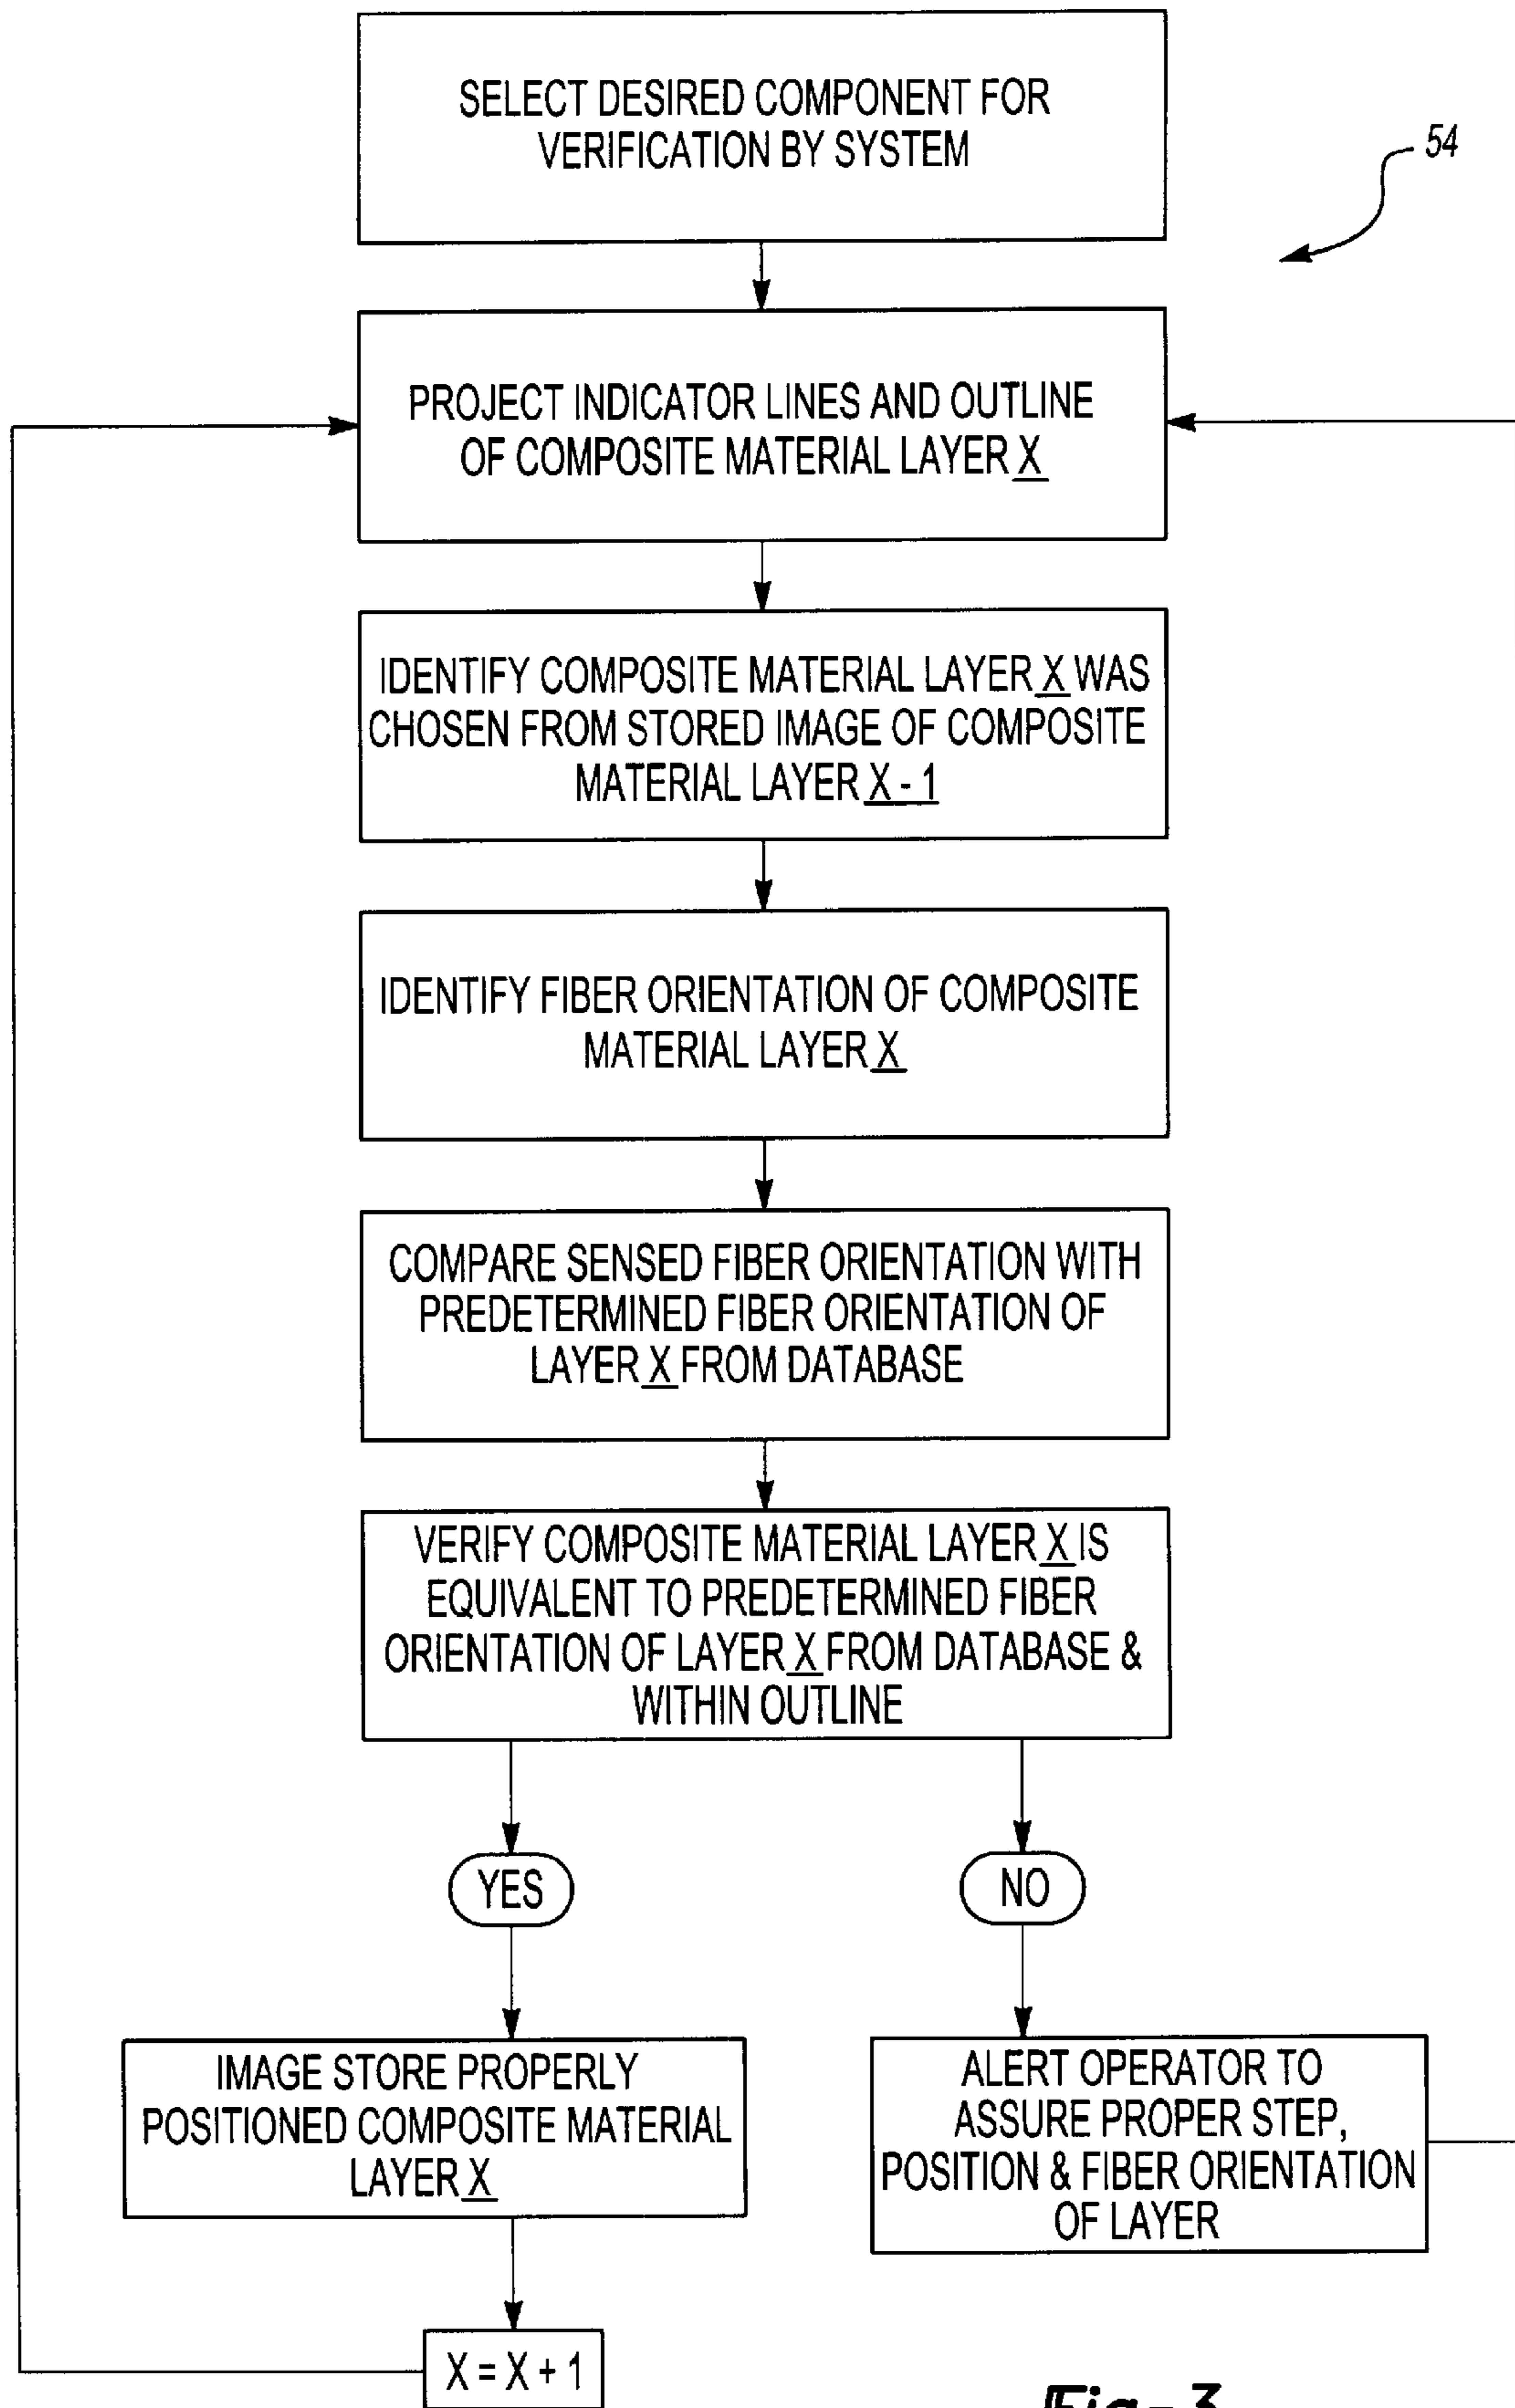 SELECT DESIRED COMPONENT FOR
VERIFICATION BY SYSTEM
54
PROJECT INDICATOR LINES AND OUTLINE
OF COMPOSITE MATERIAL LAYER X
IDENTIFY COMPOSITE MATERIAL LAYER X WAS
CHOSEN FROM STORED IMAGE OF COMPOSITE
MATERIAL LAYER X - 1
IDENTIFY FIBER ORIENTATION OF COMPOSITE
MATERIAL LAYER X
COMPARE SENSED FIBER ORIENTATION WITH
PREDETERMINED FIBER ORIENTATION OF
LAYER X FROM DATABASE
VERIFY COMPOSITE MATERIAL LAYER X IS
EQUIVALENT TO PREDETERMINED FIBER
ORIENTATION OF LAYER X FROM DATABASE &
WITHIN OUTLINE
YES
NO
IMAGE STORE PROPERLY
POSITIONED COMPOSITE MATERIAL
LAYER X
ALERT OPERATOR TO
ASSURE PROPER STEP,
POSITION & FIBER ORIENTATION
OF LAYER
X = X + 1
Fig-3